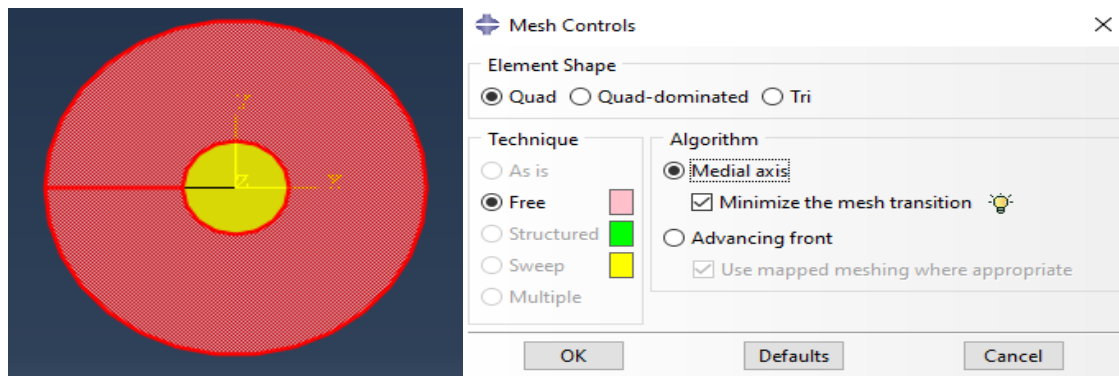 Mesh Controls
Element Shape
Quad Quad-dominated Tri
Technique
As is
Free
Structured
Sweep
Multiple
Algorithm
Medial axis
Minimize the mesh transition
Advancing front
Use mapped meshing where appropriate
OK Defaults Cancel